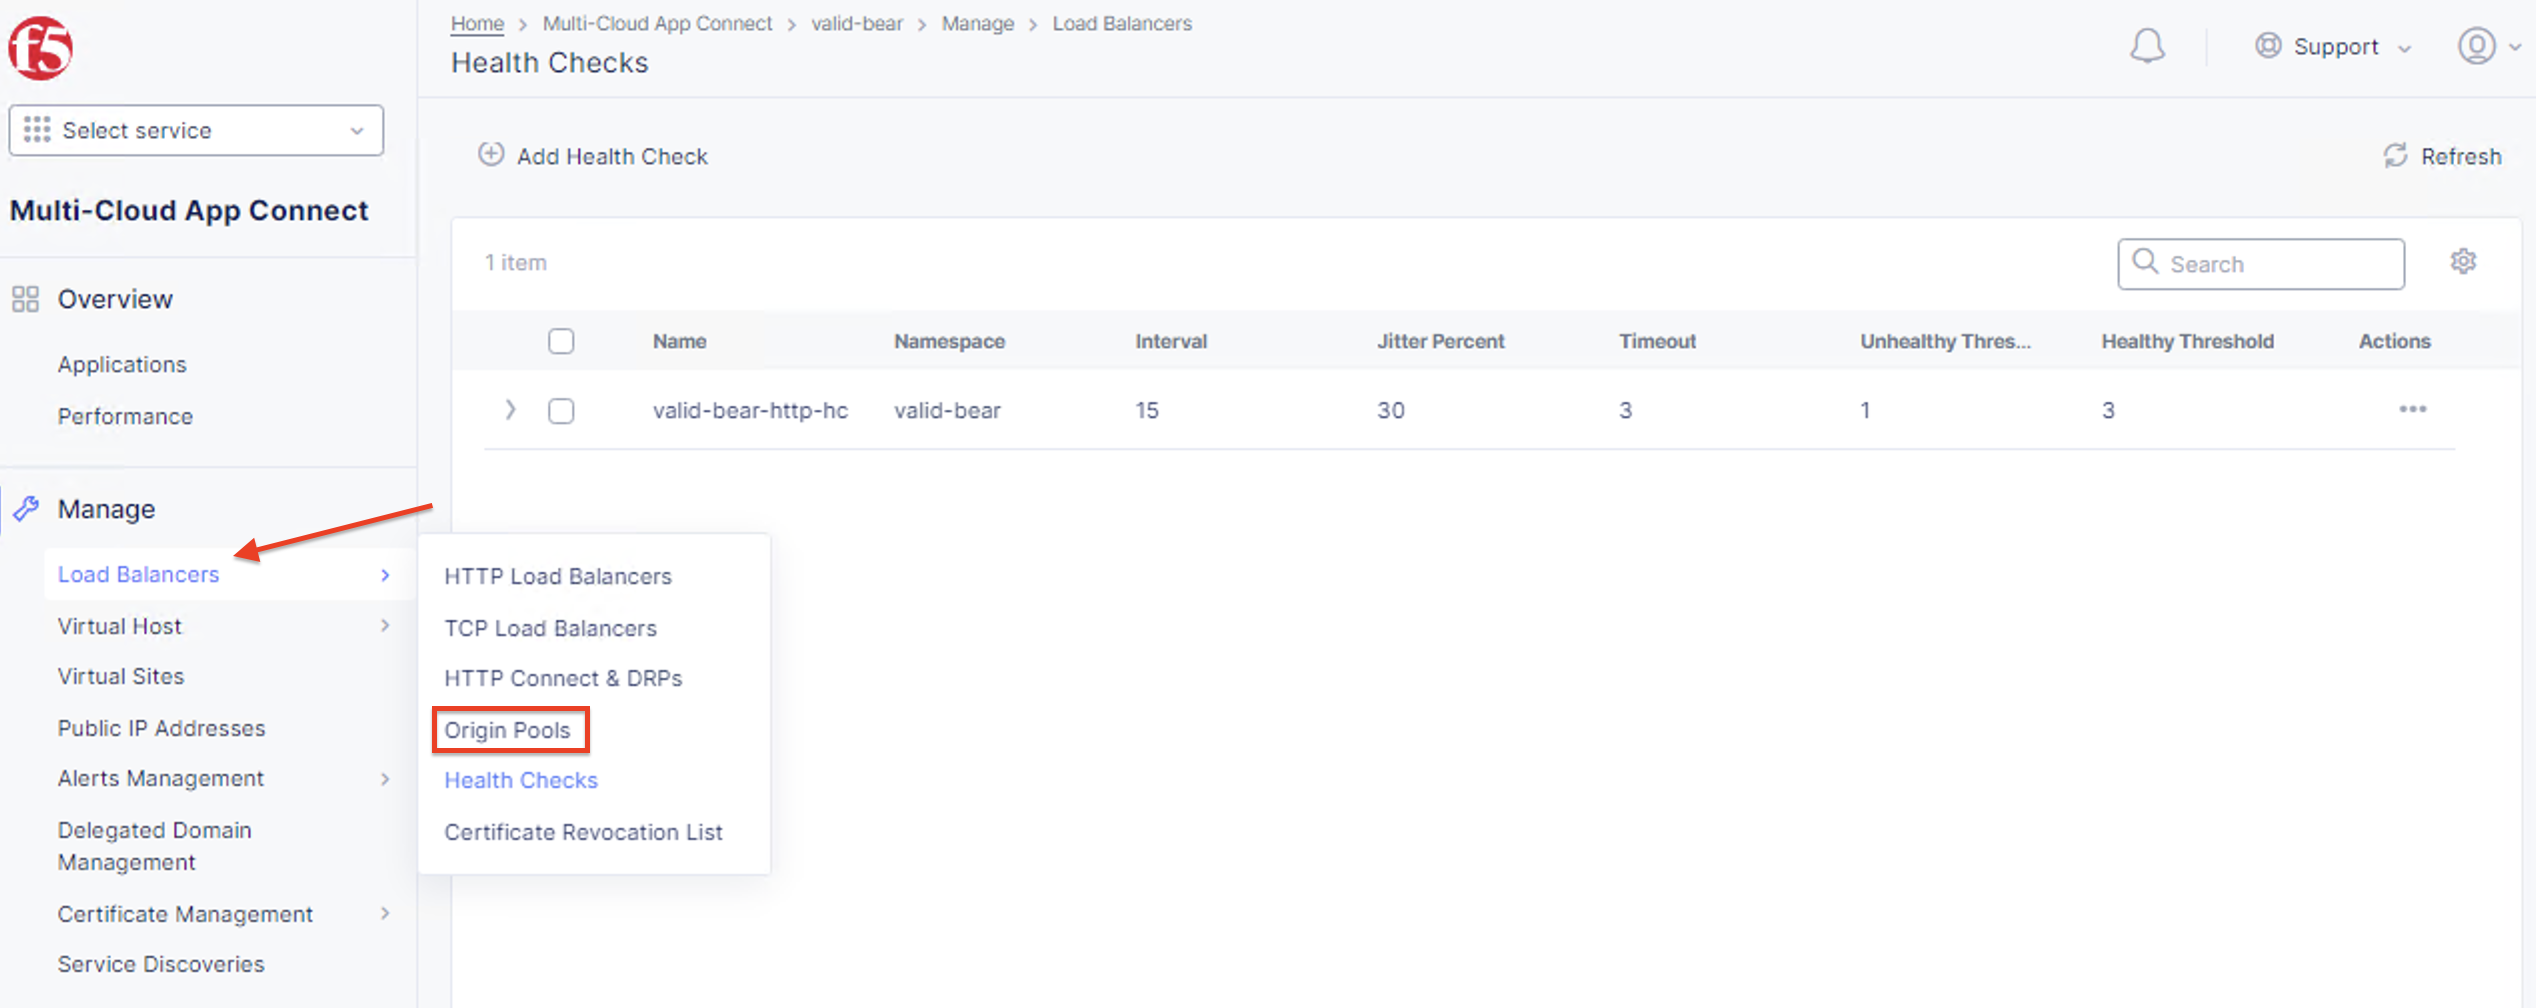 f5
Home > Multi-Cloud App Connect > valid-bear > Manage > Load Balancers
Health Checks
Support
Select service
Multi-Cloud App Connect
Overview
Applications
Performance
Manage
Load Balancers
Virtual Host
Virtual Sites
Public IP Addresses
Alerts Management
Delegated Domain
Management
Certificate Management
Service Discoveries
HTTP Load Balancers
TCP Load Balancers
HTTP Connect & DRPs
Origin Pools
Health Checks
Certificate Revocation List
Add Health Check
Refresh
1 item
Search
Name Namespace Interval Jitter Percent Timeout Unhealthy Thres... Healthy Threshold Actions
valid-bear-http-hc valid-bear 15 30 3 1 3